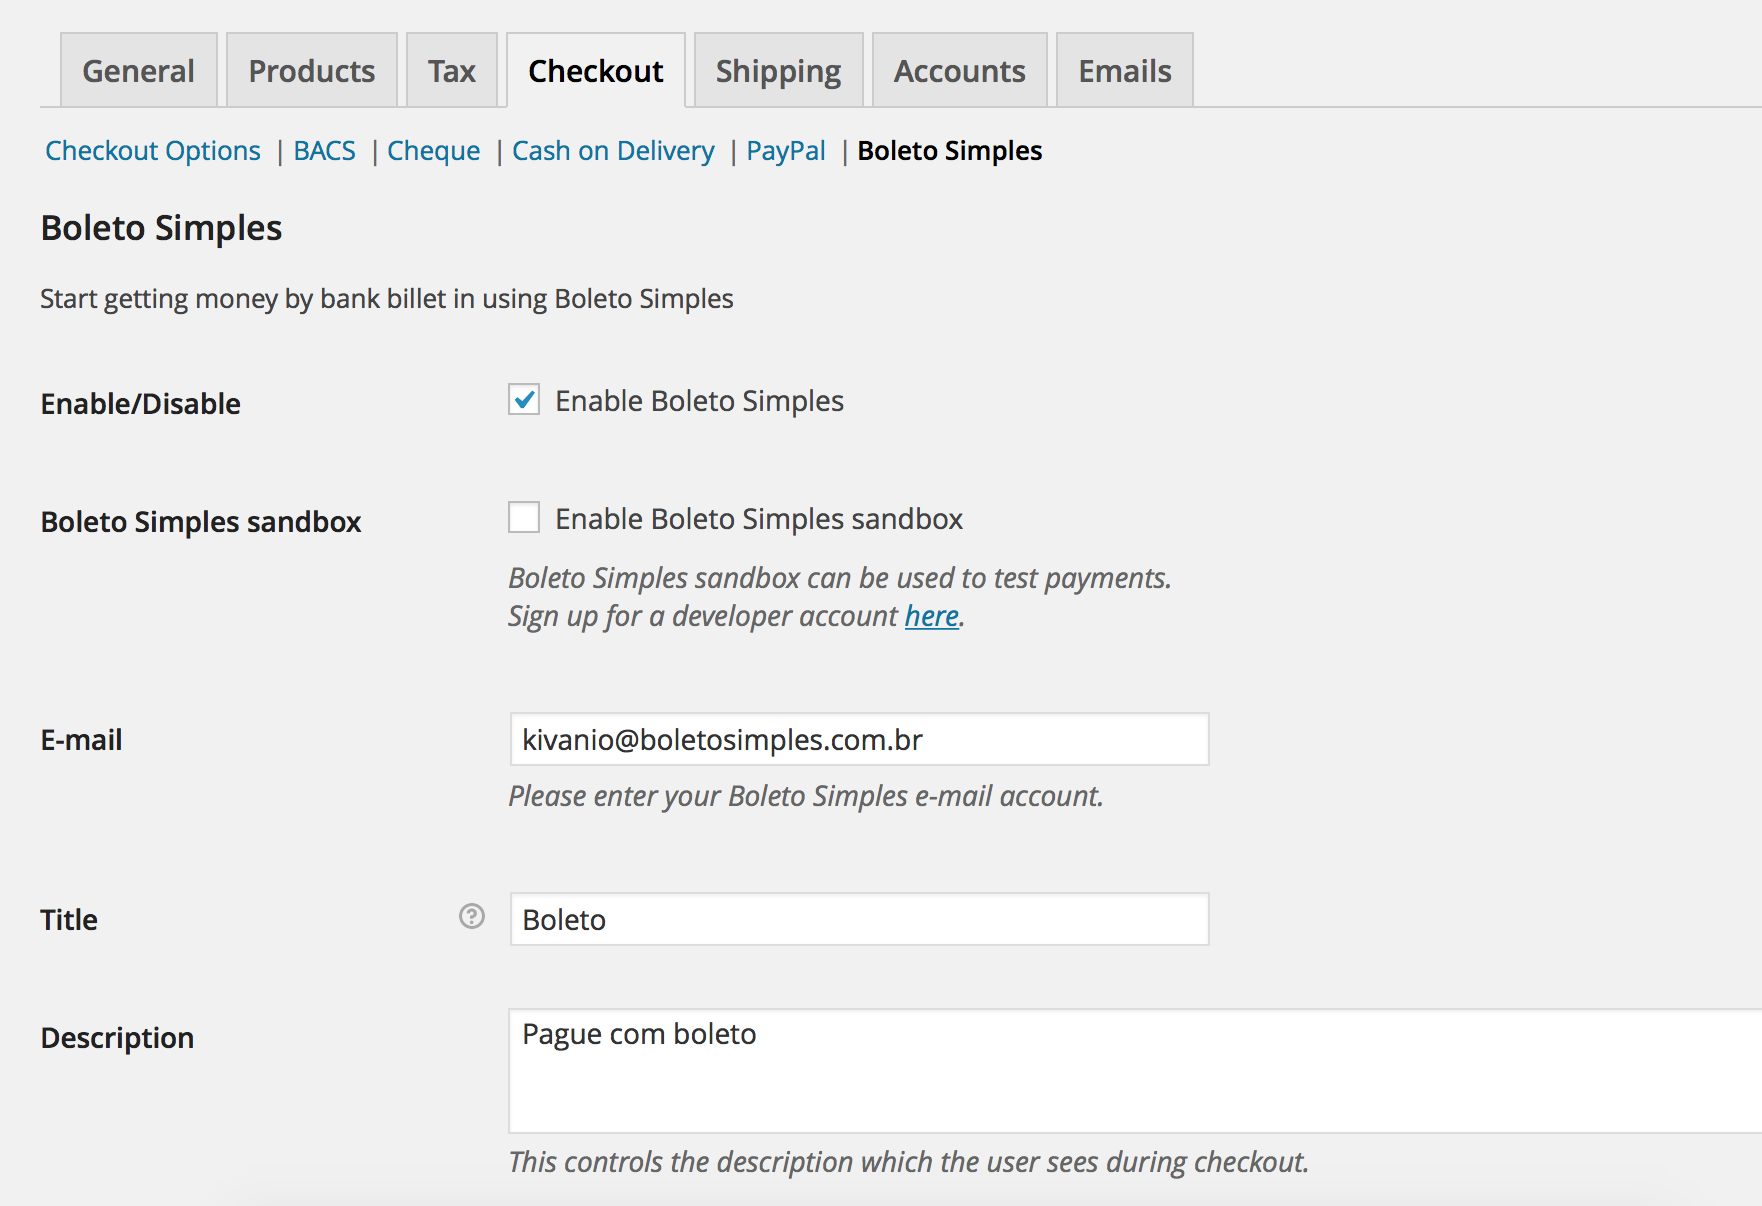 General Products Tax Checkout Shipping Accounts Emails
Checkout Options | BACS | Cheque | Cash on Delivery | PayPal | Boleto Simples
Boleto Simples
Start getting money by bank billet in using Boleto Simples
Enable/Disable Enable Boleto Simples
Boleto Simples sandbox Enable Boleto Simples sandbox
Boleto Simples sandbox can be used to test payments.
Sign up for a developer account here.
E-mail kivanio@boletosimples.com.br
Please enter your Boleto Simples e-mail account.
Title ? Boleto
Description Pague com boleto
This controls the description which the user sees during checkout.